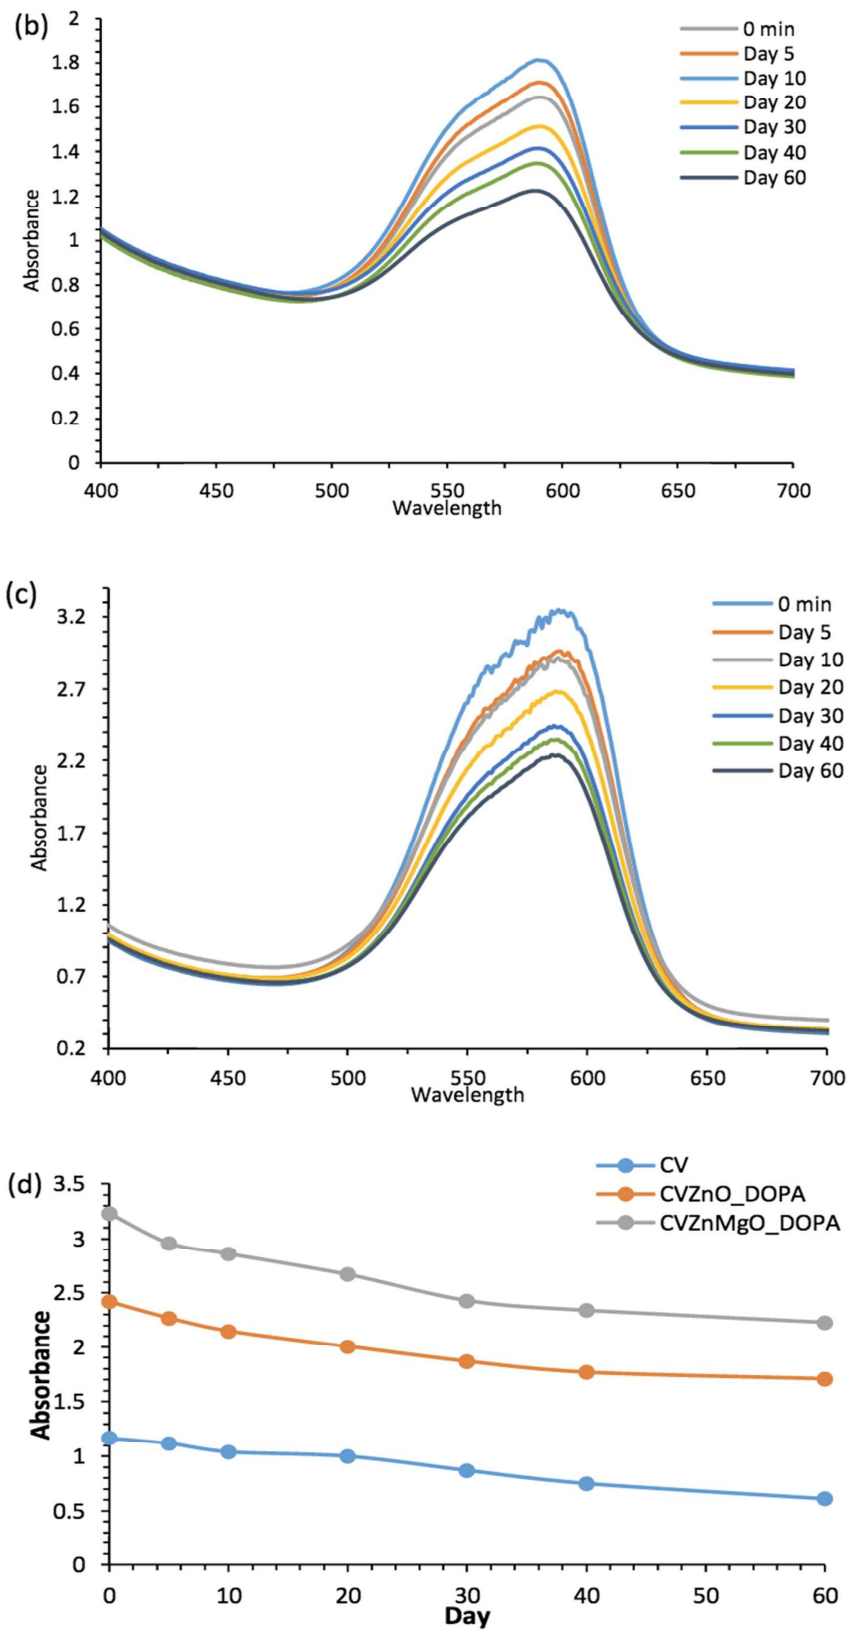 (b)
2
1.8
1.6
1.4
1.2
1
0.8
0.6
0.4
0.2
0
Absorbance
400 450 500 550 600 650 700
Wavelength
0 min
Day 5
Day 10
Day 20
Day 30
Day 40
Day 60
(c)
3.2
2.7
2.2
1.7
1.2
0.7
0.2
Absorbance
400 450 500 550 600 650 700
Wavelength
0 min
Day 5
Day 10
Day 20
Day 30
Day 40
Day 60
(d)
3.5
3
2.5
2
1.5
1
0.5
0
Absorbance
0 10 20 30 40 50 60
Day
CV
CVZnO_DOPA
CVZnMgO_DOPA